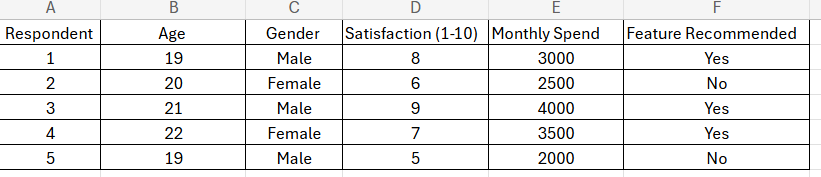 A B C D E F
Respondent Age Gender Satisfaction (1-10) Monthly Spend Feature Recommended
1 19 Male 8 3000 Yes
2 20 Female 6 2500 No
3 21 Male 9 4000 Yes
4 22 Female 7 3500 Yes
5 19 Male 5 2000 No